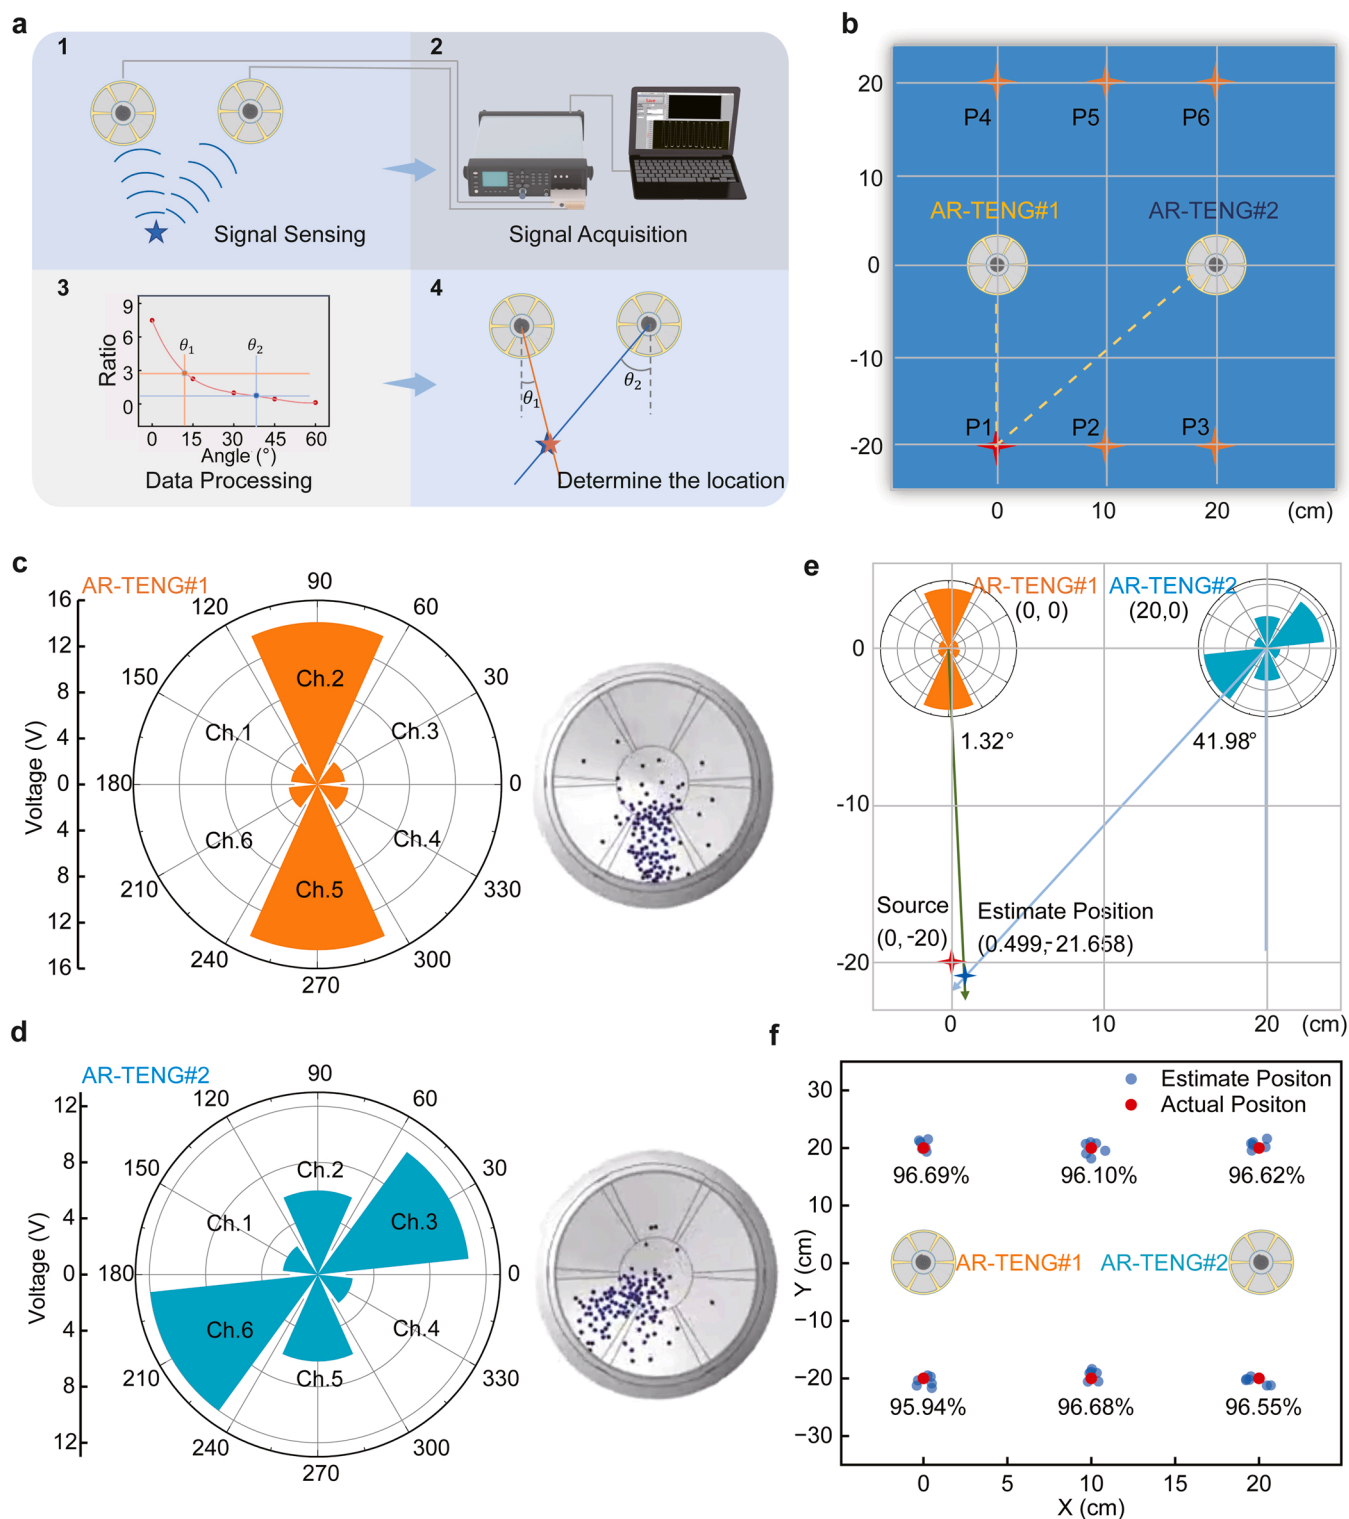 a
1
2
Signal Sensing
Signal Acquisition
3
4
9
6
3
0
Ratio
θ1
θ2
0 15 30 45 60
Angle (°)
Data Processing
θ1
θ2
Determine the location
b
20
10
0
-10
-20
P4 P5 P6
AR-TENG#1 AR-TENG#2
P1 P2 P3
0 10 20 (cm)
c
AR-TENG#1
16
12
8
4
0
4
8
12
16
Voltage (V)
90
120 60
150 30
180 0
210 330
240 300
270
Ch.2
Ch.1 Ch.3
Ch.6 Ch.4
Ch.5
d
AR-TENG#2
12
8
4
0
4
8
12
Voltage (V)
90
120 60
150 30
180 0
210 330
240 300
270
Ch.2
Ch.1 Ch.3
Ch.6 Ch.4
Ch.5
e
AR-TENG#1 AR-TENG#2
(0, 0) (20,0)
0
-10
-20
1.32° 41.98°
Source
(0, -20)
Estimate Position
(0.499,-21.658)
0 10 20 (cm)
f
30
20
10
0
−10
−20
−30
Y (cm)
Estimate Positon
Actual Positon
96.69% 96.10% 96.62%
AR-TENG#1 AR-TENG#2
95.94% 96.68% 96.55%
0 5 10 15 20
X (cm)